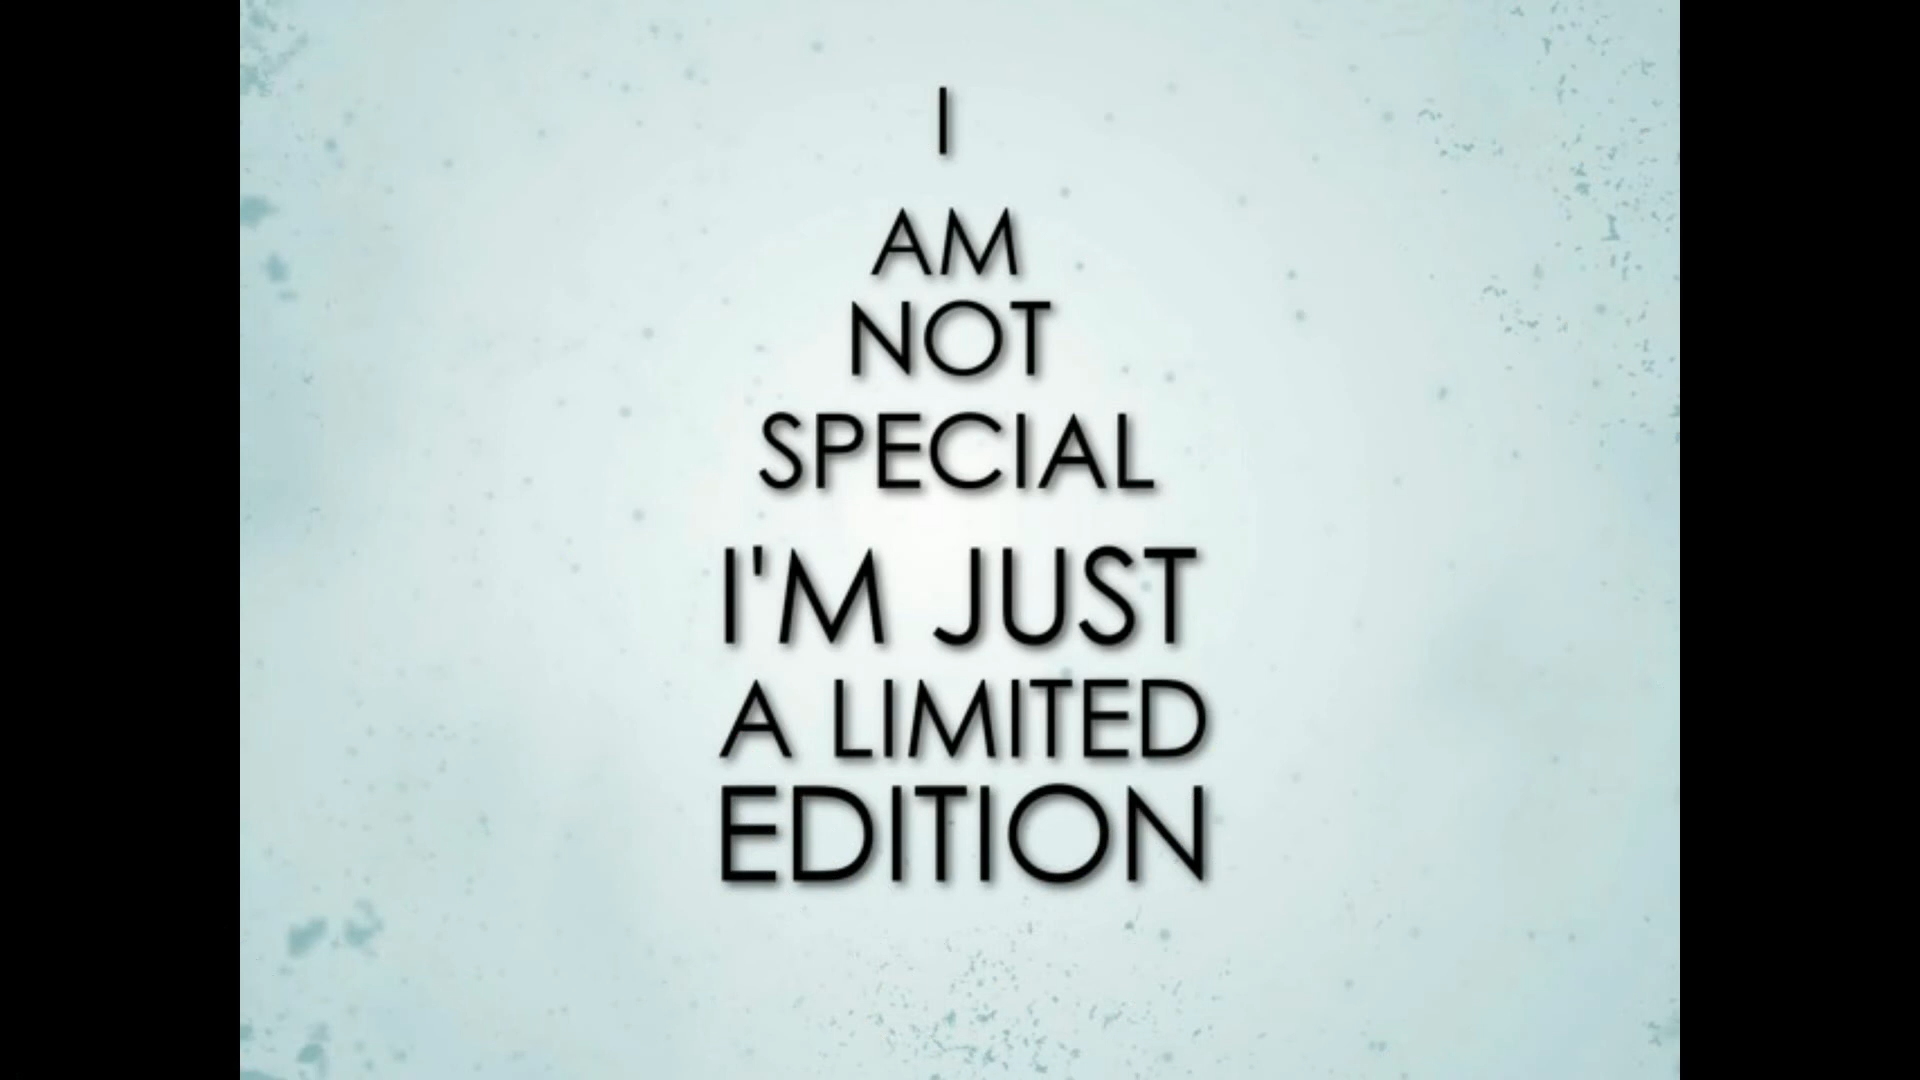 I
AM
NOT
SPECIAL
I'M JUST
A LIMITED
EDITION